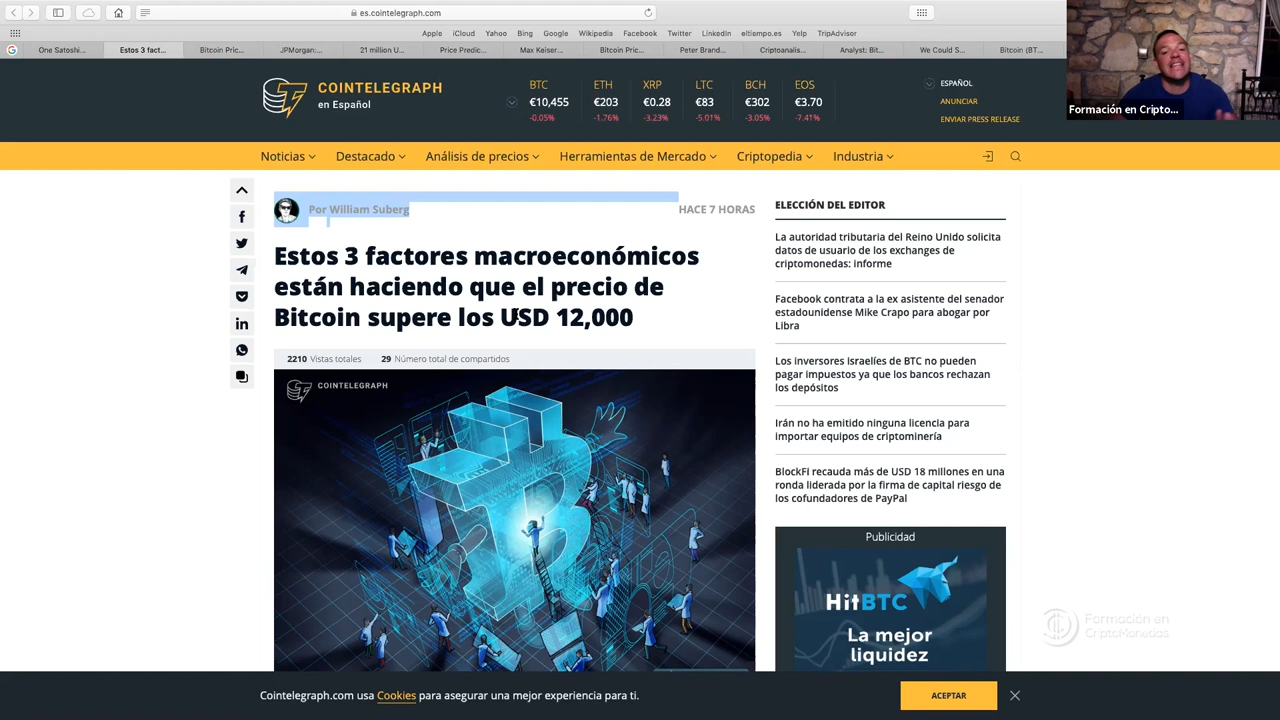 es.cointelegraph.com
Apple iCloud Yahoo Bing Google Wikipedia Facebook Twitter LinkedIn eltiempo.es Yelp TripAdvisor
One Satoshi... Estos 3 fact... Bitcoin Pric... JPMorgan:... 21 million U... Price Predic... Max Keiser... Bitcoin Pric... Peter Brand... Criptoanalis... Analyst: Bit... We Could S... Bitcoin (BT...
Formación en Cripto...
COINTELEGRAPH
en Español
BTC ETH XRP LTC BCH EOS
€10,455 €203 €0.28 €83 €302 €3.70
-0.05% -1.76% -3.23% -5.01% -3.05% -7.41%
ESPAÑOL
ANUNCIAR
ENVIAR PRESS RELEASE
Noticias Destacado Análisis de precios Herramientas de Mercado Criptopedia Industria
Por William Suberg HACE 7 HORAS
Estos 3 factores macroeconómicos
están haciendo que el precio de
Bitcoin supere los USD 12,000
2210 Vistas totales 29 Número total de compartidos
COINTELEGRAPH
ELECCIÓN DEL EDITOR
La autoridad tributaria del Reino Unido solicita
datos de usuario de los exchanges de
criptomonedas: informe
Facebook contrata a la ex asistente del senador
estadounidense Mike Crapo para abogar por
Libra
Los inversores israelíes de BTC no pueden
pagar impuestos ya que los bancos rechazan
los depósitos
Irán no ha emitido ninguna licencia para
importar equipos de criptominería
BlockFi recauda más de USD 18 millones en una
ronda liderada por la firma de capital riesgo de
los cofundadores de PayPal
Publicidad
HitBTC
La mejor
liquidez
Formación en
CriptoMonedas
Cointelegraph.com usa Cookies para asegurar una mejor experiencia para ti.
ACEPTAR